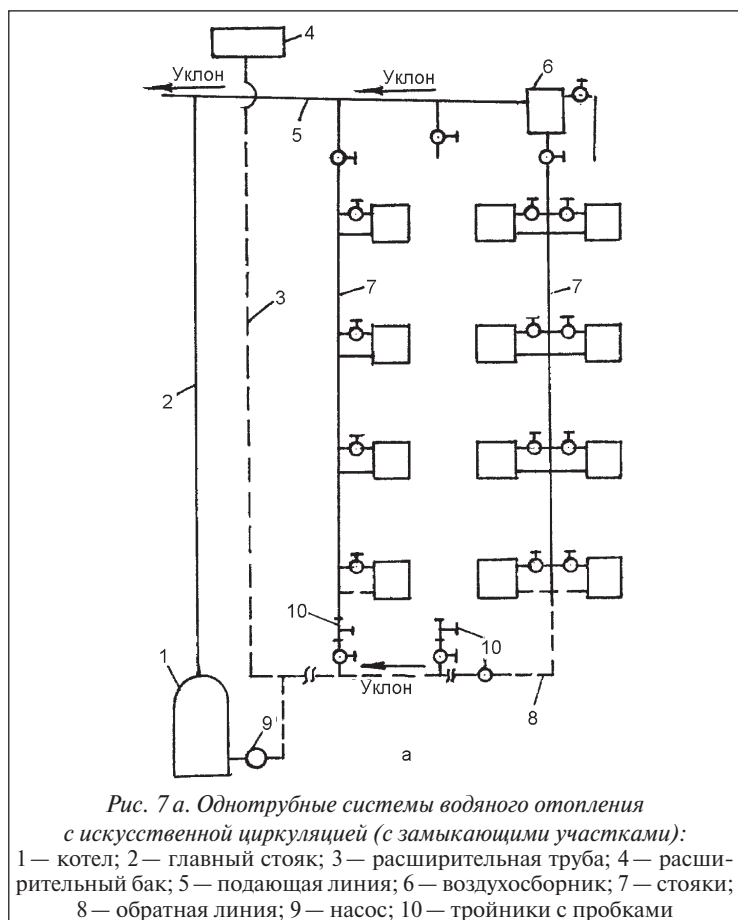 4
Уклон
Уклон
6
5
7
7
3
2
10
10
1
Уклон
8
9
а
Рис. 7 а. Однотрубные системы водяного отопления
с искусственной циркуляцией (с замыкающими участками):
1 — котел; 2 — главный стояк; 3 — расширительная труба; 4 — расши-
рительный бак; 5 — подающая линия; 6 — воздухосборник; 7 — стояки;
8 — обратная линия; 9 — насос; 10 — тройники с пробками